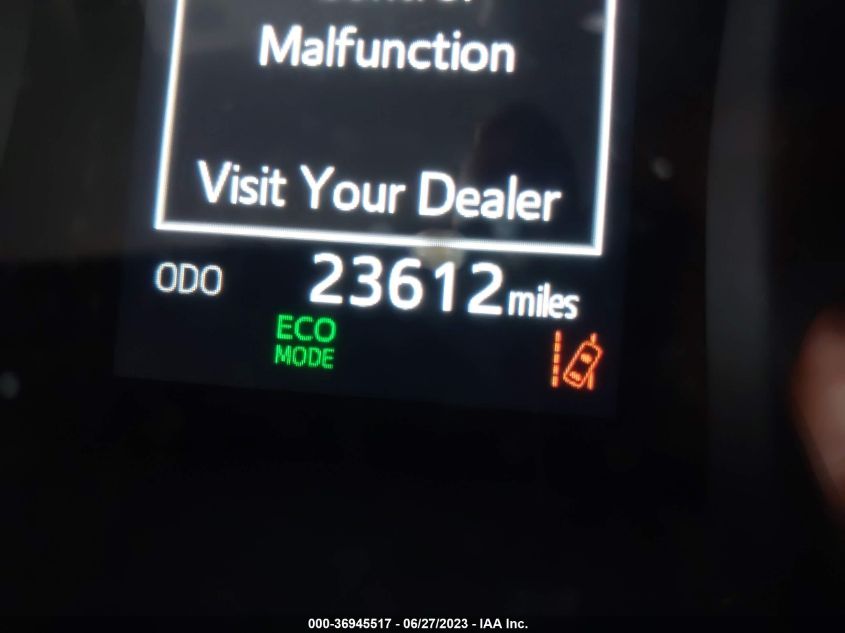 Malfunction
Visit Your Dealer
ODO 23612 miles
ECO
MODE
000-36945517 - 06/27/2023 - IAA Inc.